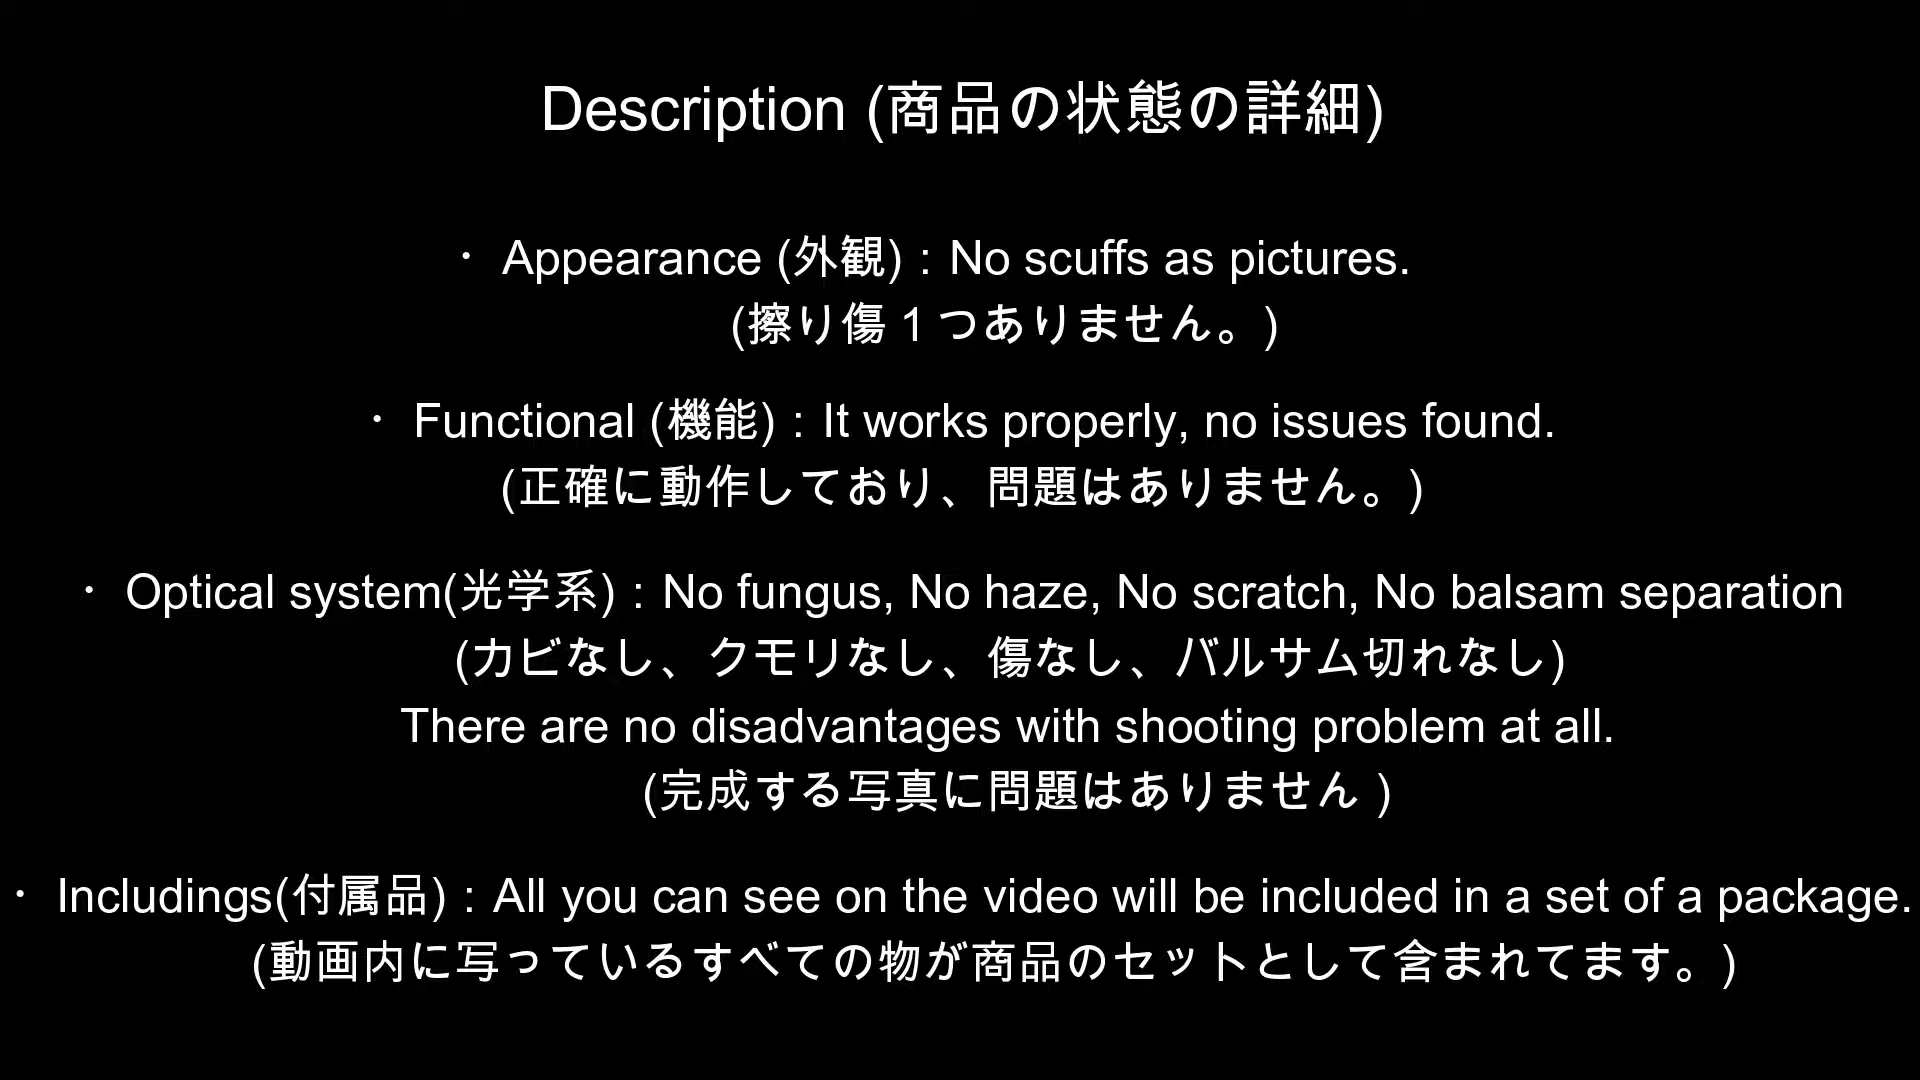 Description (商品の状態の詳細)
・ Appearance (外観) : No scuffs as pictures.
(擦り傷 1 つありません。)
・ Functional (機能) : It works properly, no issues found.
(正確に動作しており、問題はありません。)
・ Optical system(光学系) : No fungus, No haze, No scratch, No balsam separation
(カビなし、クモリなし、傷なし、バルサム切れなし)
There are no disadvantages with shooting problem at all.
(完成する写真に問題はありません )
・ Includings(付属品) : All you can see on the video will be included in a set of a package.
(動画内に写っているすべての物が商品のセットとして含まれてます。)